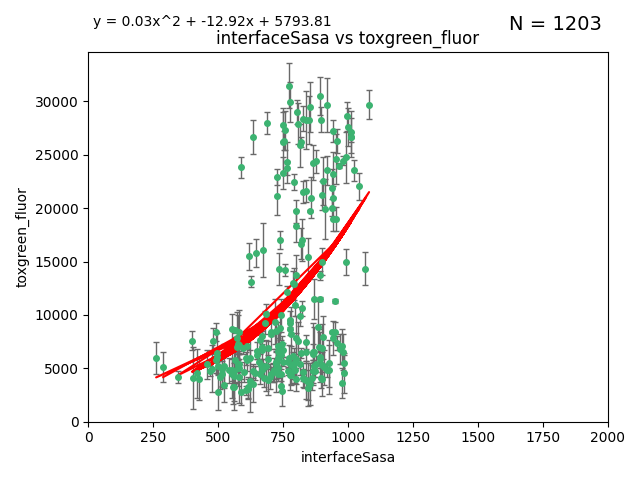 y = 0.03x^2 + -12.92x + 5793.81
N = 1203
interfaceSasa vs toxgreen_fluor
toxgreen_fluor
30000
25000
20000
15000
10000
5000
0
0 250 500 750 1000 1250 1500 1750 2000
interfaceSasa